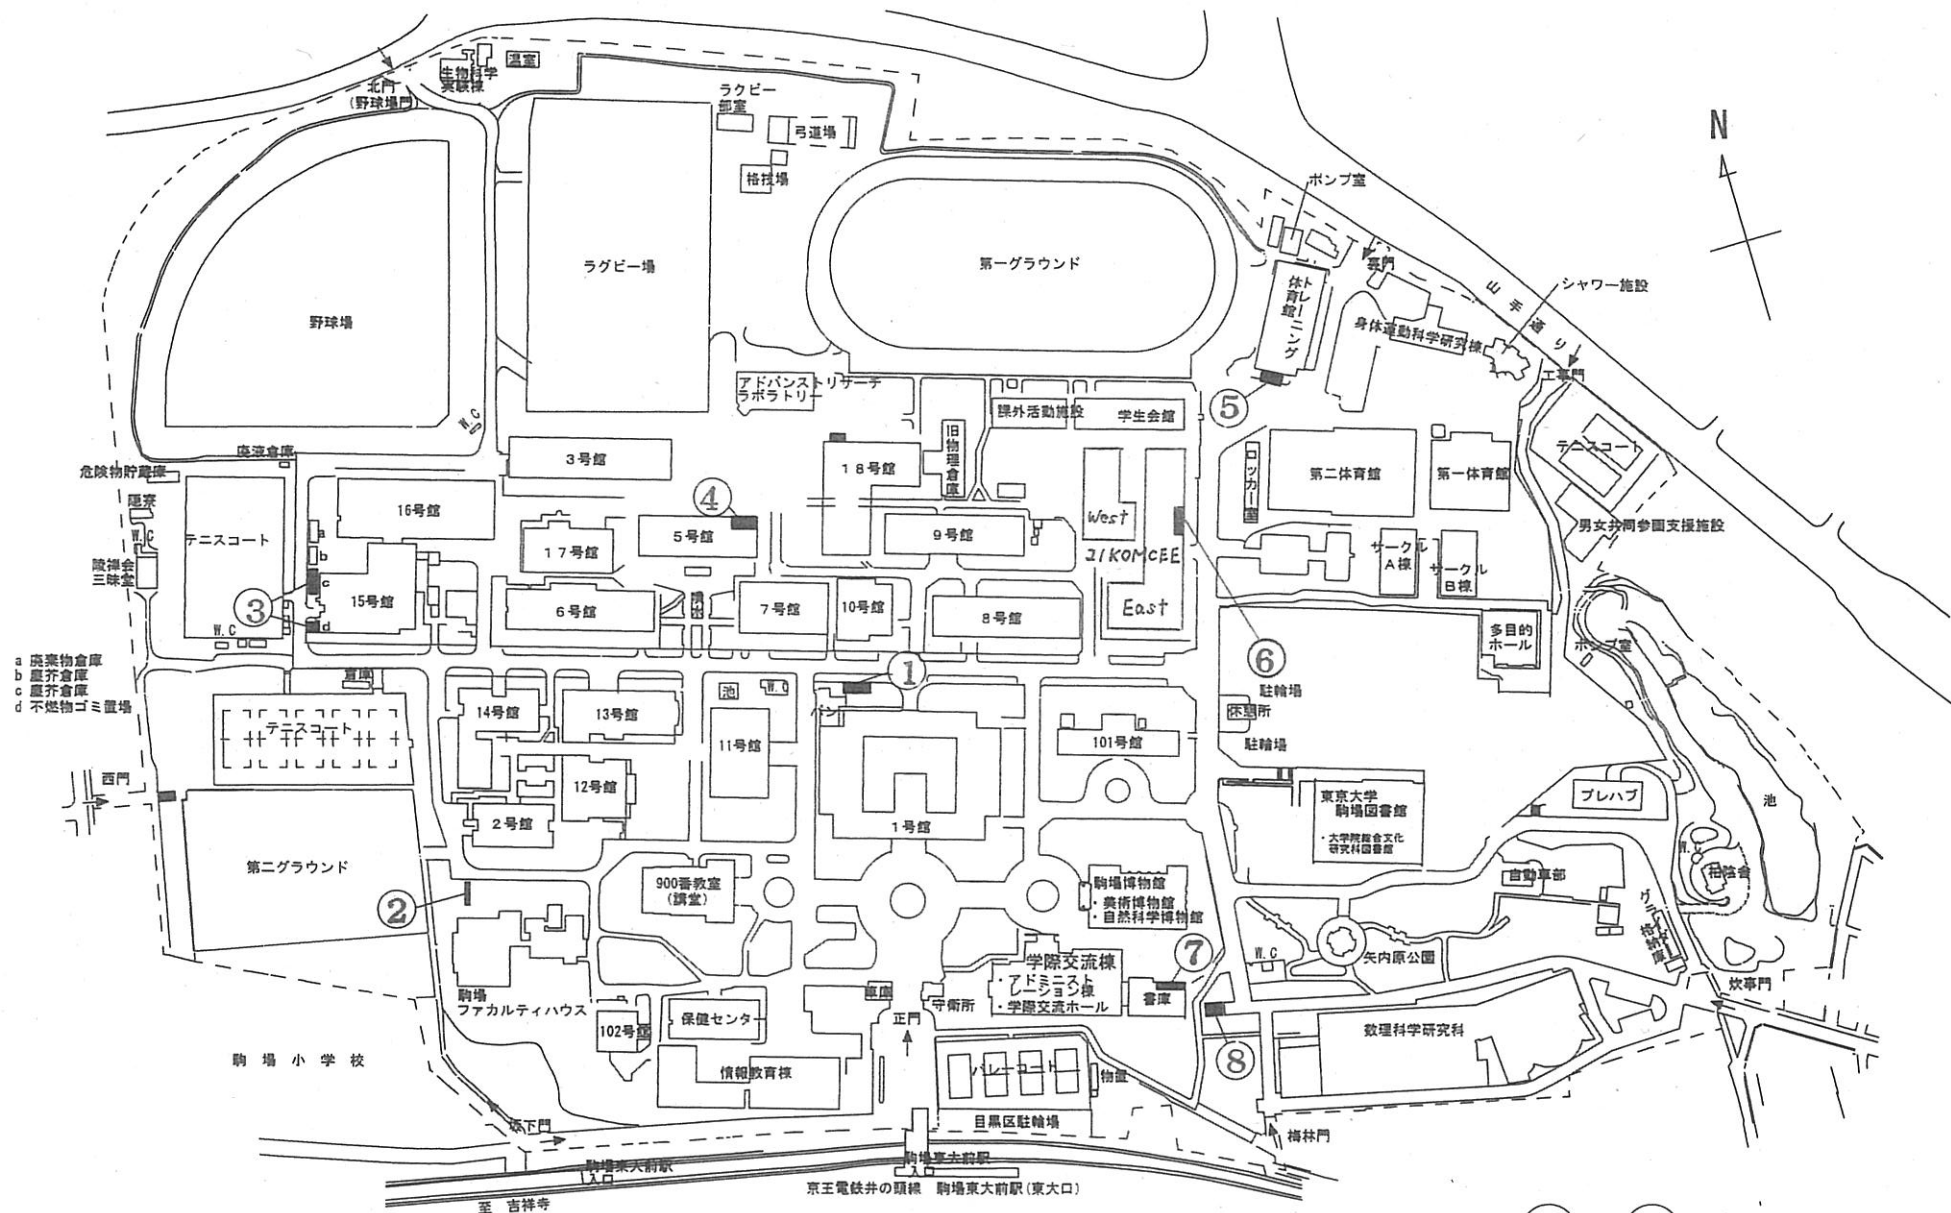 北門
(野球場門)
生物科学
実験棟
温室
ラクビー
部室
弓道場
格技場
N
ポンプ室
裏門
シャワー施設
山手通り
工事門
野球場
ラグビー場
第一グラウンド
トレーニング
体育館
身体運動科学研究棟
⑤
アドバンストリサーチ
ラボラトリー
課外活動施設
学生会館
W.C
廃液倉庫
危険物貯蔵庫
3号館
18号館
旧物理倉庫
ロッカー室
第二体育館
第一体育館
テニスコート
男女共同参画支援施設
隠寮
W.C
陵禅会
三昧堂
テニスコート
16号館
a
b
c
d
③
15号館
17号館
④
5号館
9号館
West
21KOMCEE
East
サークル
A棟
サークル
B棟
W.C
6号館
7号館
10号館
8号館
⑥
多目的
ホール
ポンプ室
a 廃棄物倉庫
b 塵芥倉庫
c 塵芥倉庫
d 不燃物ゴミ置場
倉庫
テニスコート
14号館
13号館
池
W.C
①
パン
11号館
101号館
駐輪場
休憩所
駐輪場
西門
12号館
2号館
1号館
東京大学
駒場図書館
・大学院総合文化
研究科図書館
プレハブ
池
第二グラウンド
②
900番教室
(講堂)
駒場博物館
・美術博物館
・自然科学博物館
自動車部
W.C
柏蔭舎
グライダー
格納庫
駒場
ファカルティハウス
102号館
保健センター
車庫
守衛所
正門
学際交流棟
・アドミニスト
レーション棟
・学際交流ホール
⑦
書庫
W.C
矢内原公園
炊事門
⑧
数理科学研究科
駒場小学校
情報教育棟
バレーコート
物置
目黒区駐輪場
坂下門
梅林門
駒場東大前駅
入口
駒場東大前駅
入口
京王電鉄井の頭線 駒場東大前駅(東大口)
至 吉祥寺